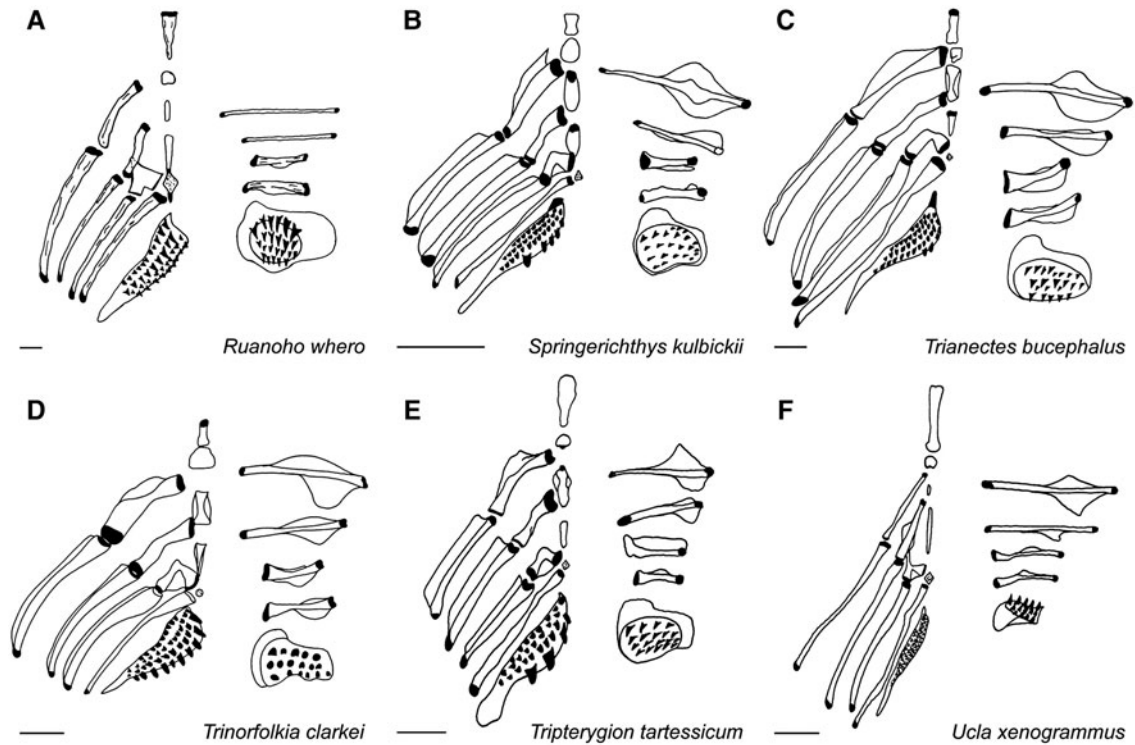 A
B
C
Ruanoho whero
Springerichthys kulbickii
Trianectes bucephalus
D
E
F
Trinorfolkia clarkei
Tripterygion tartessicum
Ucla xenogrammus